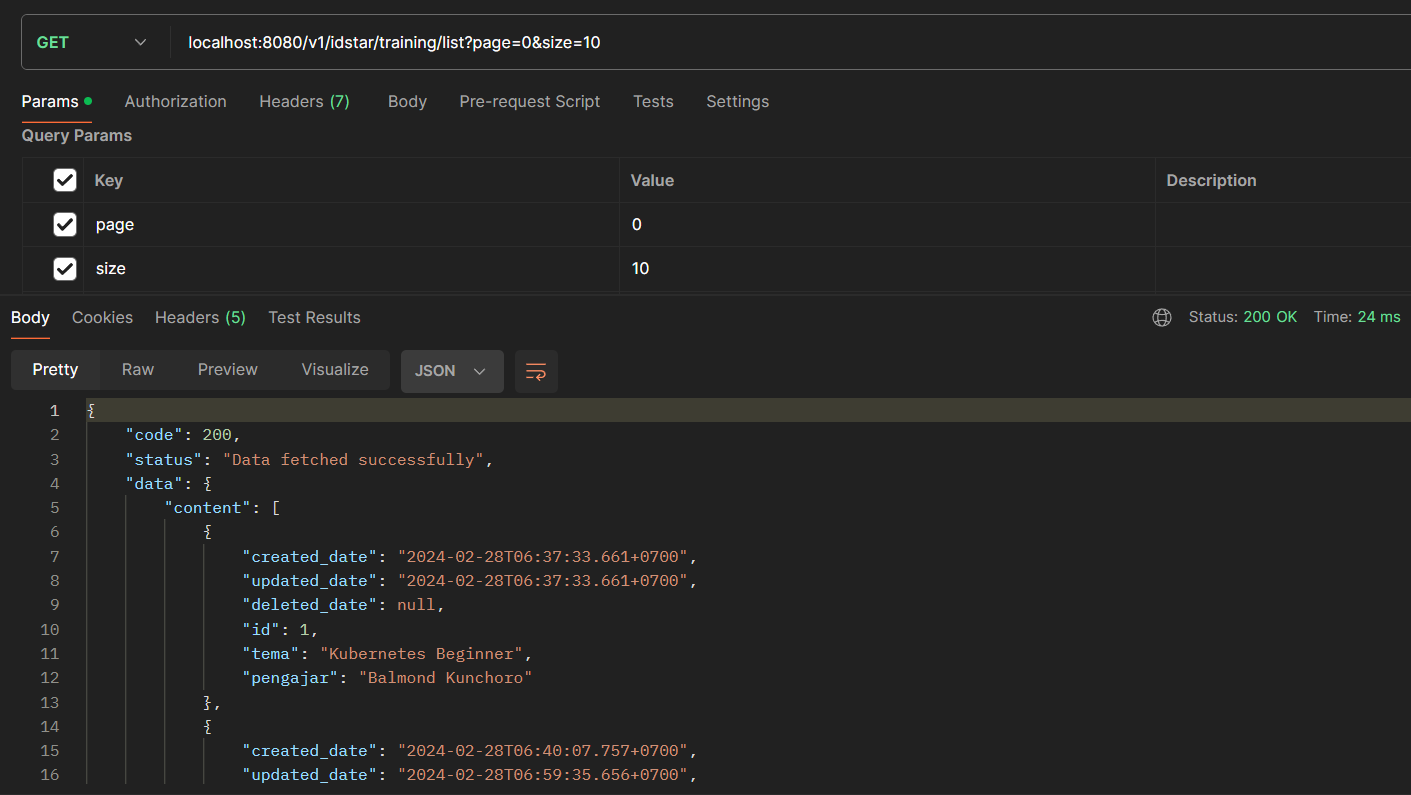 GET localhost:8080/v1/idstar/training/list?page=0&size=10
Params Authorization Headers (7) Body Pre-request Script Tests Settings
Query Params
Key Value Description
page 0
size 10
Body Cookies Headers (5) Test Results Status: 200 OK Time: 24 ms
Pretty Raw Preview Visualize JSON
1 {
2 "code": 200,
3 "status": "Data fetched successfully",
4 "data": {
5 "content": [
6 {
7 "created_date": "2024-02-28T06:37:33.661+0700",
8 "updated_date": "2024-02-28T06:37:33.661+0700",
9 "deleted_date": null,
10 "id": 1,
11 "tema": "Kubernetes Beginner",
12 "pengajar": "Balmond Kunchoro"
13 },
14 {
15 "created_date": "2024-02-28T06:40:07.757+0700",
16 "updated_date": "2024-02-28T06:59:35.656+0700",